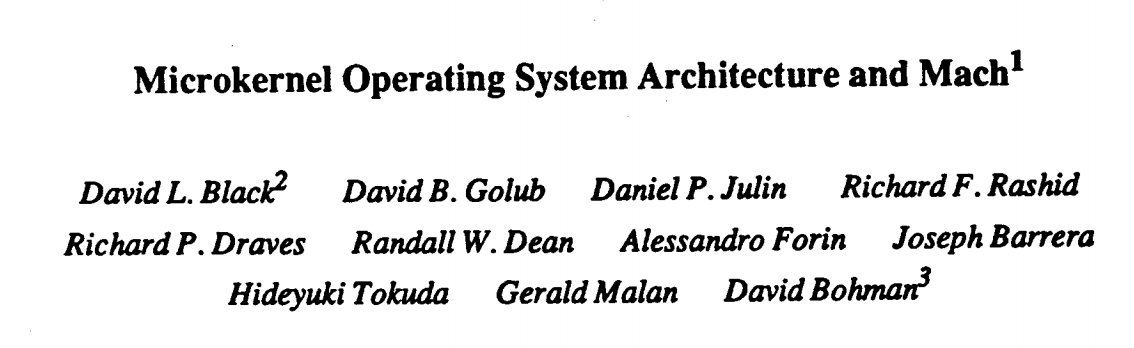 Microkernel Operating System Architecture and Mach¹
David L. Black² David B. Golub Daniel P. Julin Richard F. Rashid
Richard P. Draves Randall W. Dean Alessandro Forin Joseph Barrera
Hideyuki Tokuda Gerald Malan David Bohman³